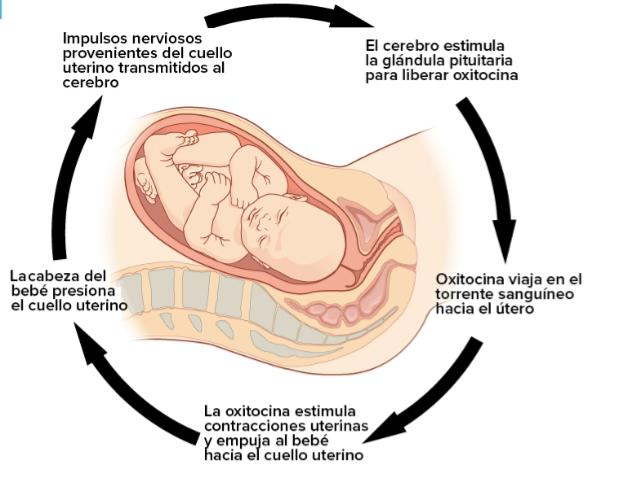 Impulsos nerviosos
provenientes del cuello
uterino transmitidos al
cerebro
El cerebro estimula
la glándula pituitaria
para liberar oxitocina
Oxitocina viaja en el
torrente sanguíneo
hacia el útero
La oxitocina estimula
contracciones uterinas
y empuja al bebé
hacia el cuello uterino
La cabeza del
bebé presiona
el cuello uterino